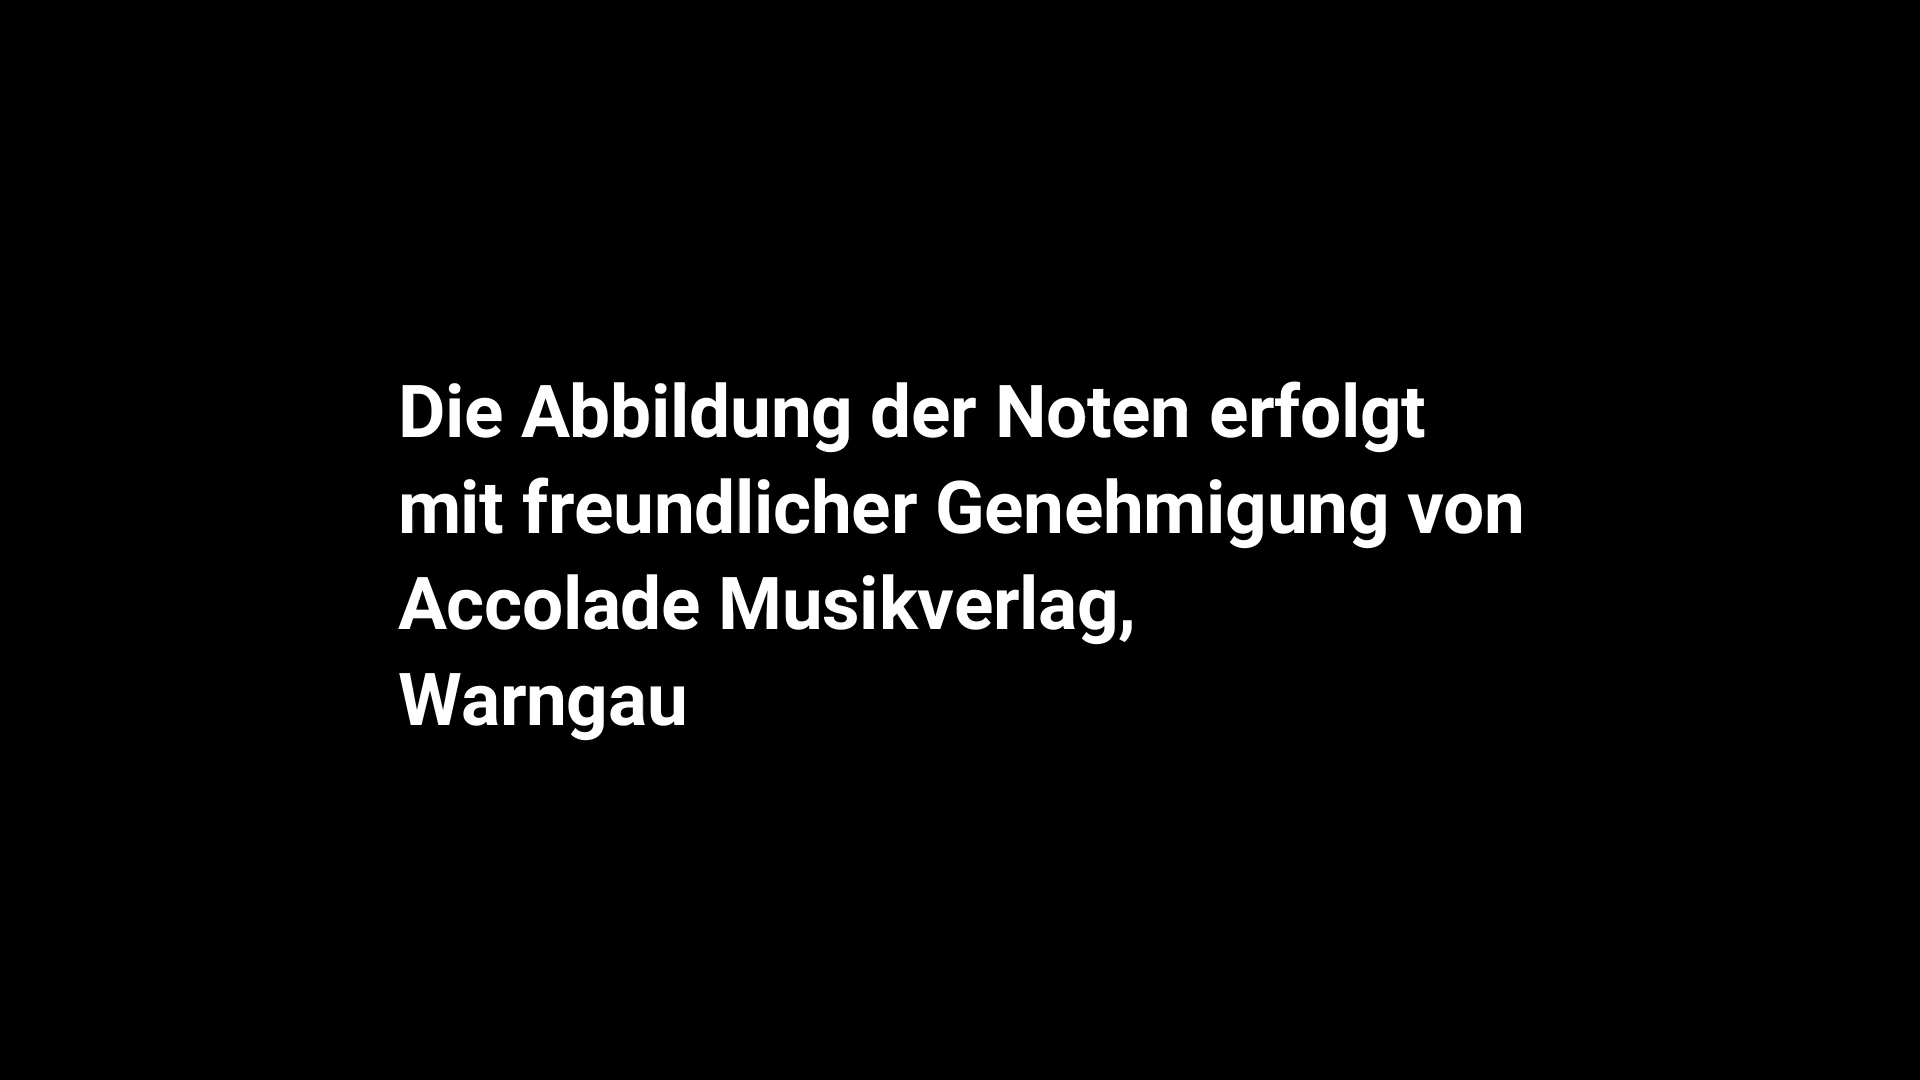 Die Abbildung der Noten erfolgt
mit freundlicher Genehmigung von
Accolade Musikverlag,
Warngau